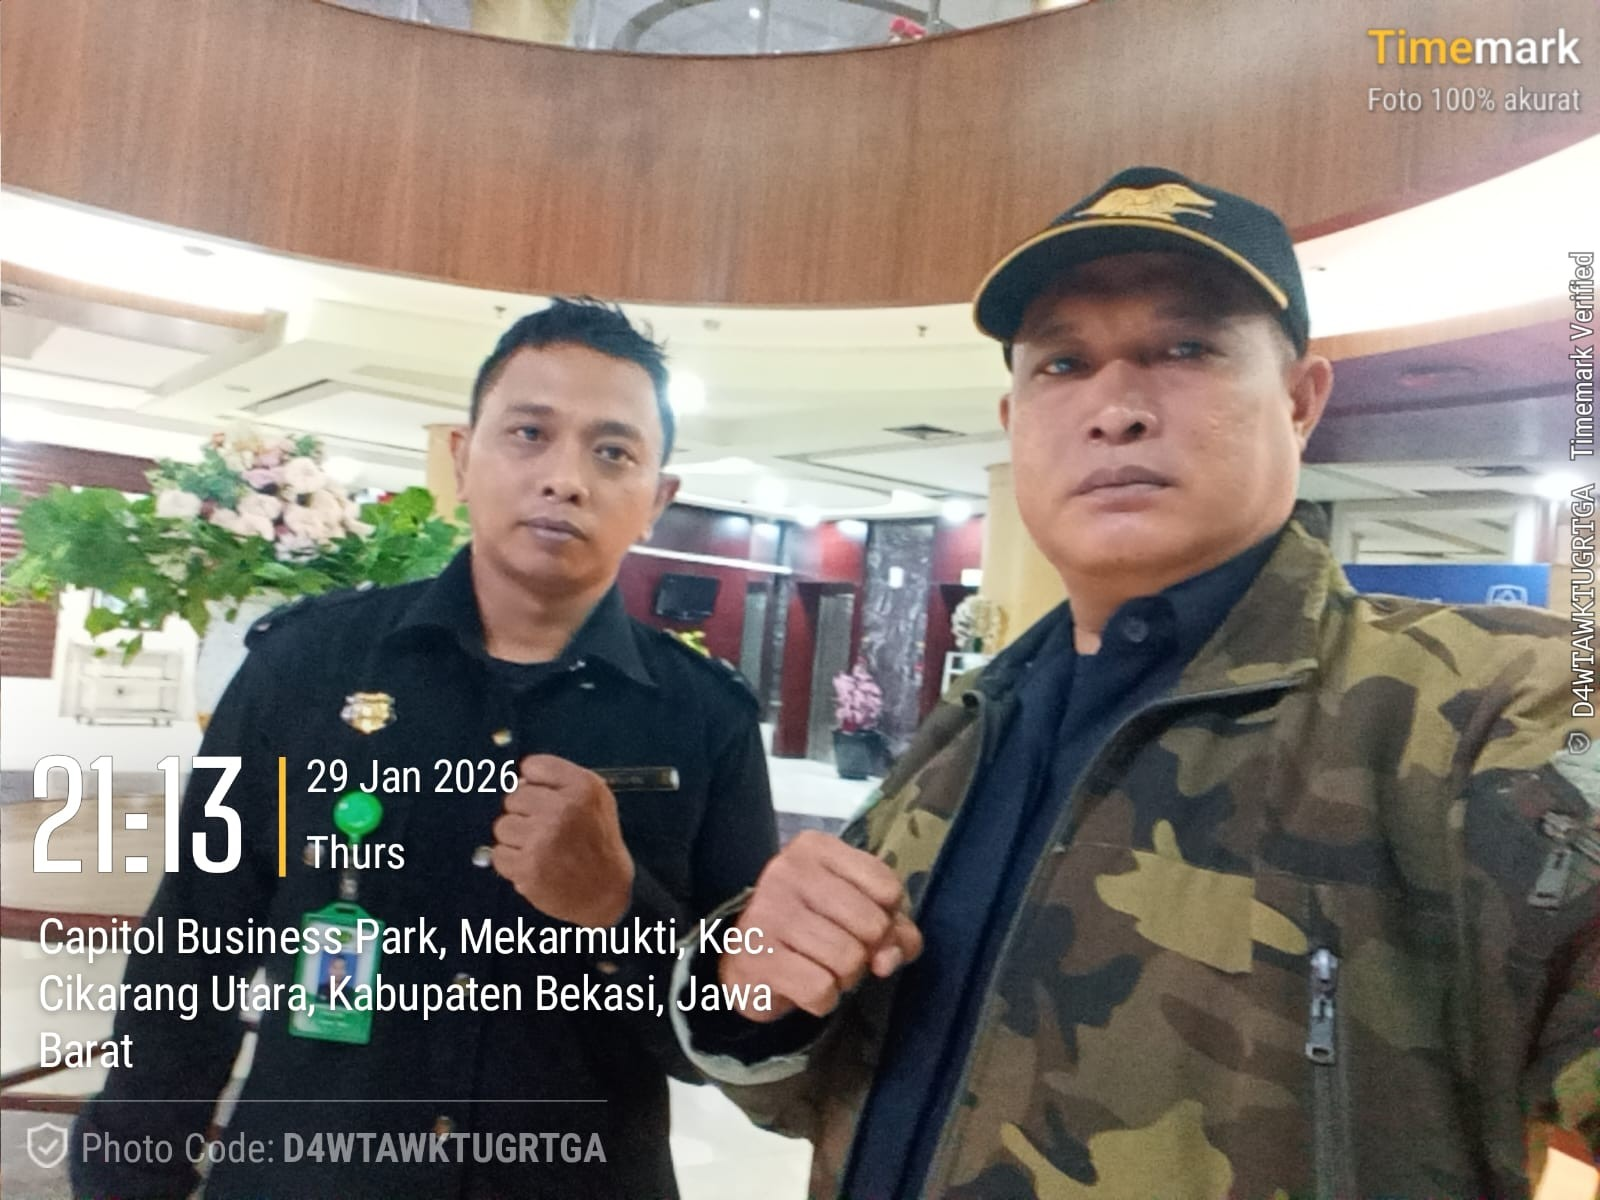 Timemark
Foto 100% akurat
21:13
29 Jan 2026
Thurs
Capitol Business Park, Mekarmukti, Kec.
Cikarang Utara, Kabupaten Bekasi, Jawa
Barat
Photo Code: D4WTAWKTUGRTGA
D4WTAWKTUGRTGA Timemark Verified